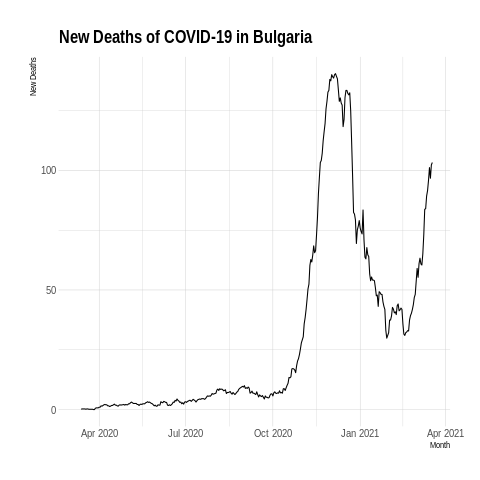 New Deaths of COVID-19 in Bulgaria
New Deaths
100
50
0
Apr 2020
Jul 2020
Oct 2020
Jan 2021
Apr 2021
Month